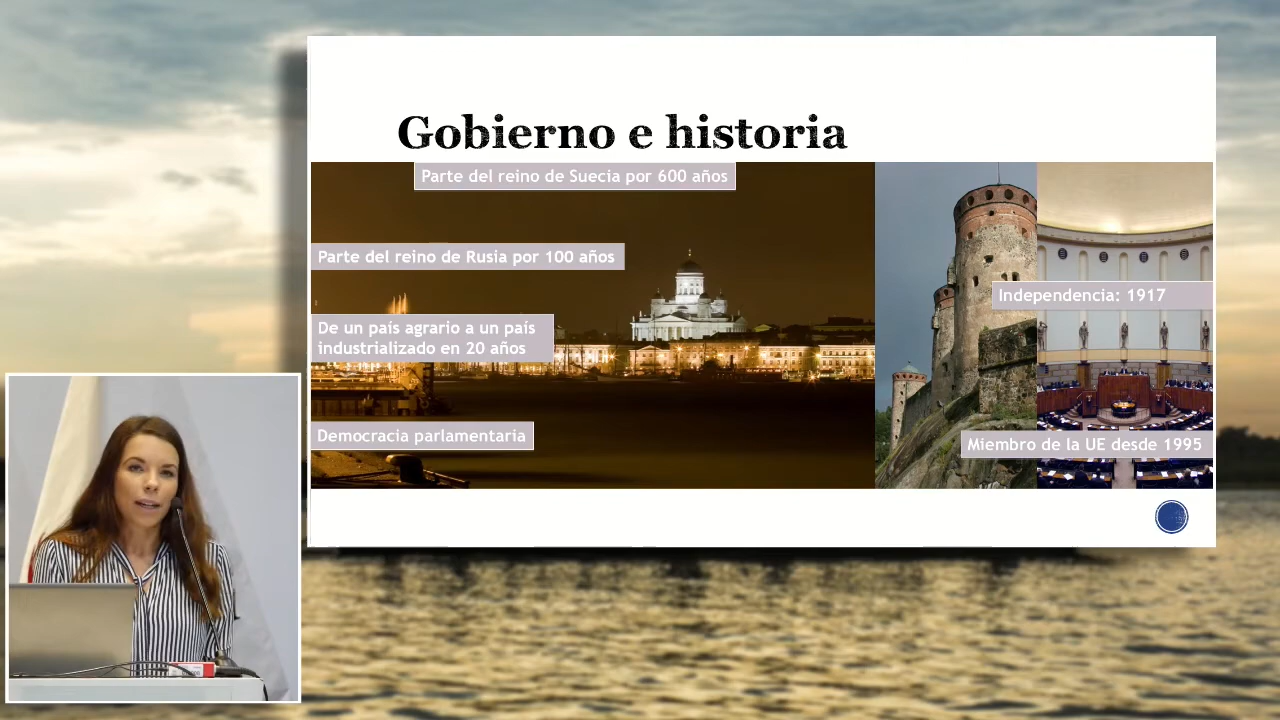 Gobierno e historia
Parte del reino de Suecia por 600 años
Parte del reino de Rusia por 100 años
De un país agrario a un país
industrializado en 20 años
Democracia parlamentaria
Independencia: 1917
Miembro de la UE desde 1995